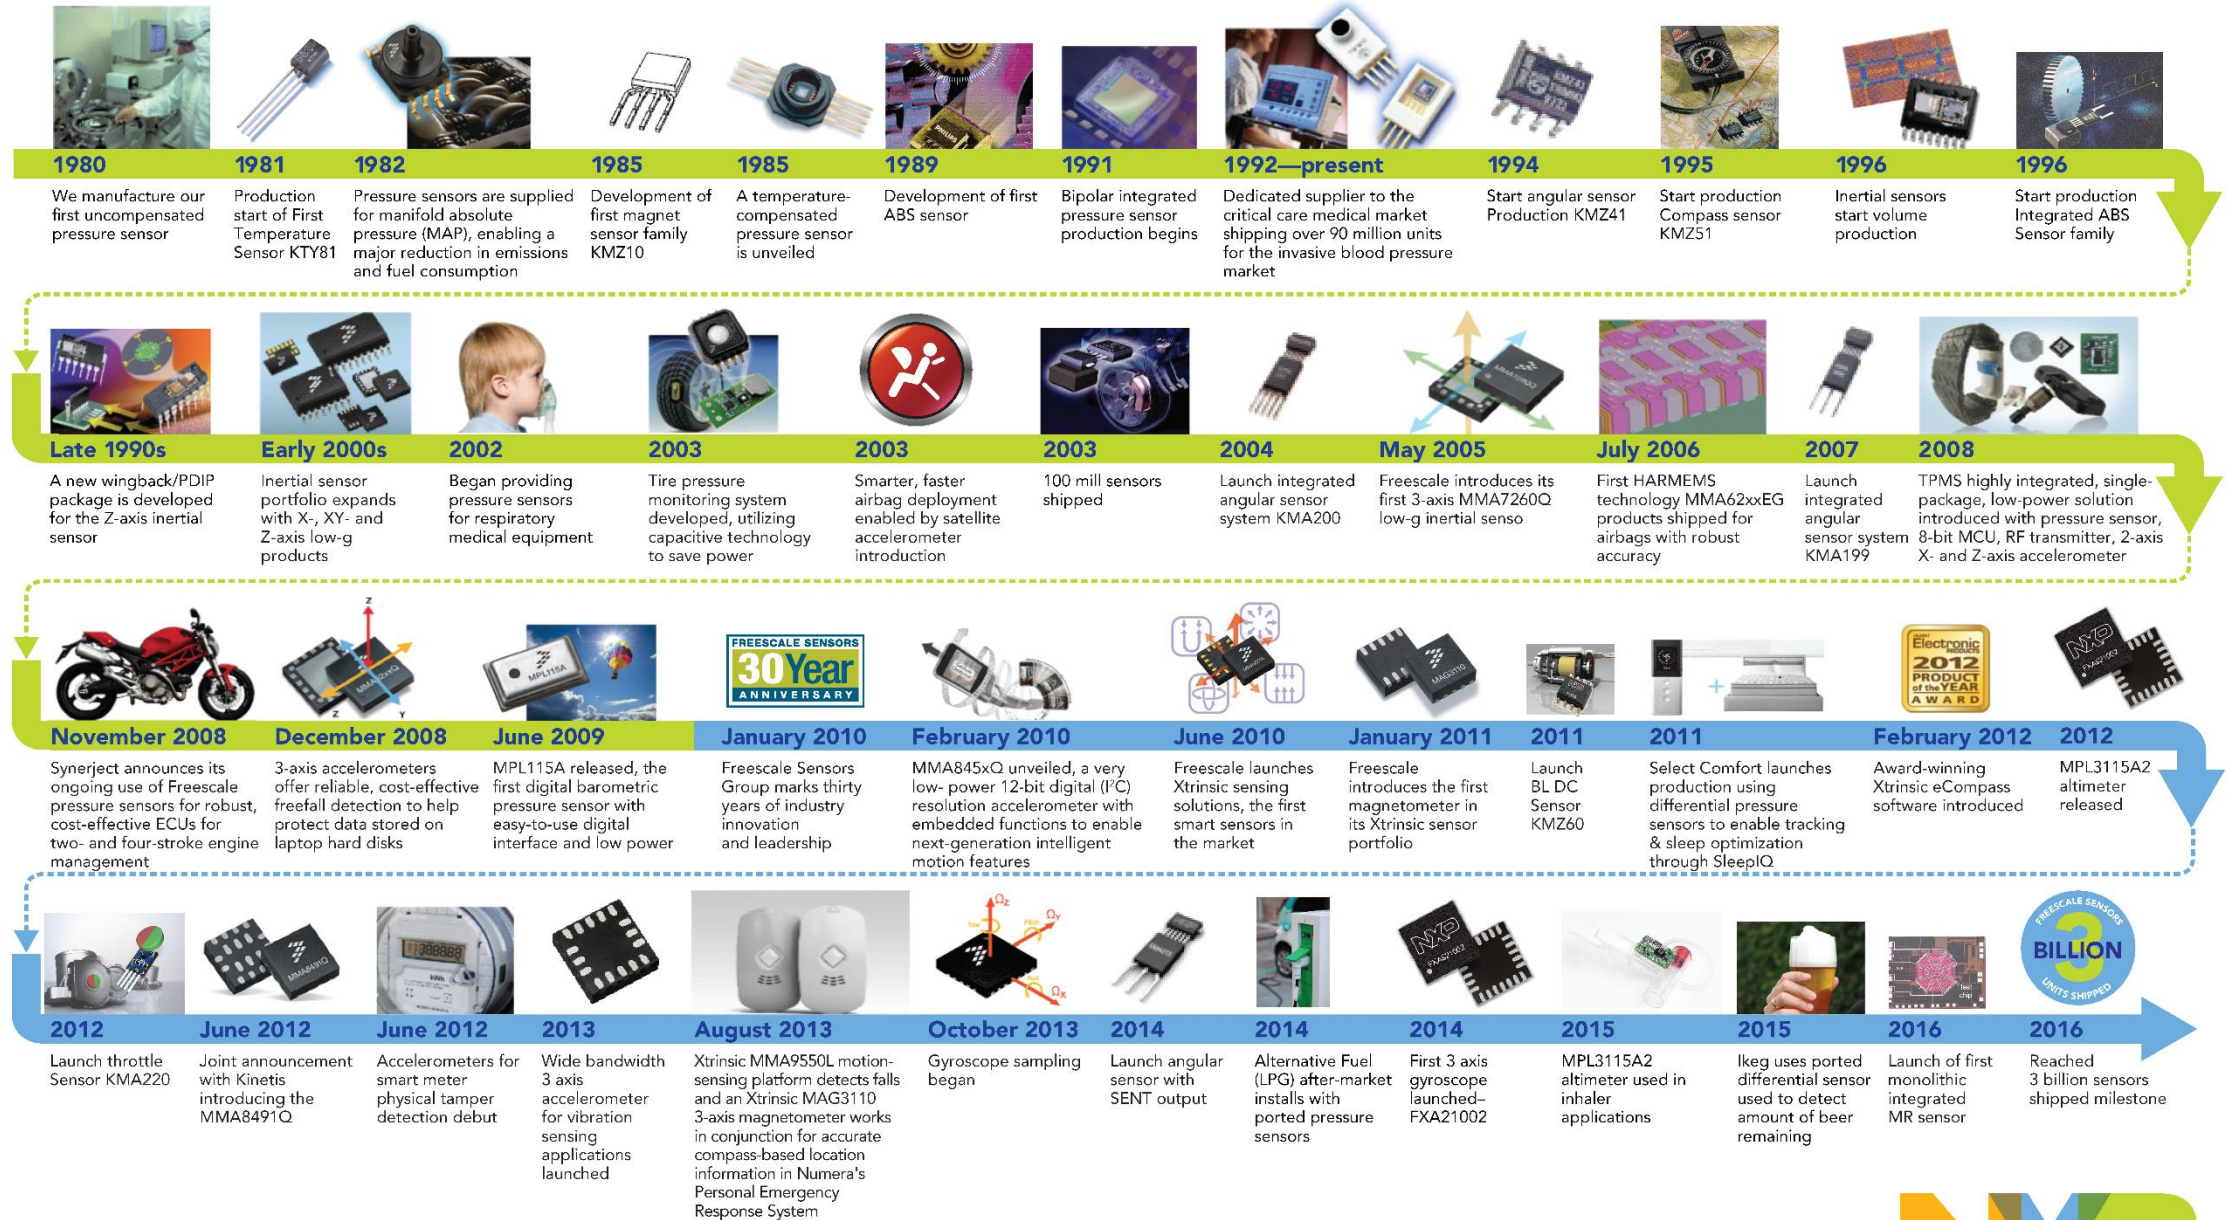 1980
We manufacture our
first uncompensated
pressure sensor
1981
Production
start of First
Temperature
Sensor KTY81
1982
Pressure sensors are supplied
for manifold absolute
pressure (MAP), enabling a
major reduction in emissions
and fuel consumption
1985
Development of
first magnet
sensor family
KMZ10
1985
A temperature-
compensated
pressure sensor
is unveiled
PHILIPS
1989
Development of first
ABS sensor
1991
Bipolar integrated
pressure sensor
production begins
1992—present
Dedicated supplier to the
critical care medical market
shipping over 90 million units
for the invasive blood pressure
market
KMZ41
1994
Start angular sensor
Production KMZ41
1995
Start production
Compass sensor
KMZ51
1996
Inertial sensors
start volume
production
1996
Start production
Integrated ABS
Sensor family
Late 1990s
A new wingback/PDIP
package is developed
for the Z-axis inertial
sensor
Early 2000s
Inertial sensor
portfolio expands
with X-, XY- and
Z-axis low-g
products
2002
Began providing
pressure sensors
for respiratory
medical equipment
2003
Tire pressure
monitoring system
developed, utilizing
capacitive technology
to save power
2003
Smarter, faster
airbag deployment
enabled by satellite
accelerometer
introduction
2003
100 mill sensors
shipped
2004
Launch integrated
angular sensor
system KMA200
MMA7260Q
May 2005
Freescale introduces its
first 3-axis MMA7260Q
low-g inertial senso
July 2006
First HARMEMS
technology MMA62xxEG
products shipped for
airbags with robust
accuracy
2007
Launch
integrated
angular
sensor system
KMA199
2008
TPMS highly integrated, single-
package, low-power solution
introduced with pressure sensor,
8-bit MCU, RF transmitter, 2-axis
X- and Z-axis accelerometer
November 2008
Synerject announces its
ongoing use of Freescale
pressure sensors for robust,
cost-effective ECUs for
two- and four-stroke engine
management
Z
Z
Y
December 2008
3-axis accelerometers
offer reliable, cost-effective
freefall detection to help
protect data stored on
laptop hard disks
MPL115A
June 2009
MPL115A released, the
first digital barometric
pressure sensor with
easy-to-use digital
interface and low power
FREESCALE SENSORS
30 Year
ANNIVERSARY
January 2010
Freescale Sensors
Group marks thirty
years of industry
innovation
and leadership
February 2010
MMA845xQ unveiled, a very
low- power 12-bit digital (I²C)
resolution accelerometer with
embedded functions to enable
next-generation intelligent
motion features
June 2010
Freescale launches
Xtrinsic sensing
solutions, the first
smart sensors in
the market
MAG3110
January 2011
Freescale
introduces the first
magnetometer in
its Xtrinsic sensor
portfolio
2011
Launch
BL DC
Sensor
KMZ60
+
2011
Select Comfort launches
production using
differential pressure
sensors to enable tracking
& sleep optimization
through SleepIQ
Electronic
PRODUCTS
2012
PRODUCT
of the YEAR
AWARD
February 2012
Award-winning
Xtrinsic eCompass
software introduced
NXP
FXAS21002
2012
MPL3115A2
altimeter
released
2012
Launch throttle
Sensor KMA220
MMA8491Q
June 2012
Joint announcement
with Kinetis
introducing the
MMA8491Q
kWh
June 2012
Accelerometers for
smart meter
physical tamper
detection debut
2013
Wide bandwidth
3 axis
accelerometer
for vibration
sensing
applications
launched
August 2013
Xtrinsic MMA9550L motion-
sensing platform detects falls
and an Xtrinsic MAG3110
3-axis magnetometer works
in conjunction for accurate
compass-based location
information in Numera's
Personal Emergency
Response System
Ωz
Ωy
Ωx
October 2013
Gyroscope sampling
began
2014
Launch angular
sensor with
SENT output
2014
Alternative Fuel
(LPG) after-market
installs with
ported pressure
sensors
NXP
FXAS21002
2014
First 3 axis
gyroscope
launched–
FXA21002
2015
MPL3115A2
altimeter used in
inhaler
applications
2015
Ikeg uses ported
differential sensor
used to detect
amount of beer
remaining
Test
chip
2016
Launch of first
monolithic
integrated
MR sensor
FREESCALE SENSORS
3
BILLION
UNITS SHIPPED
2016
Reached
3 billion sensors
shipped milestone